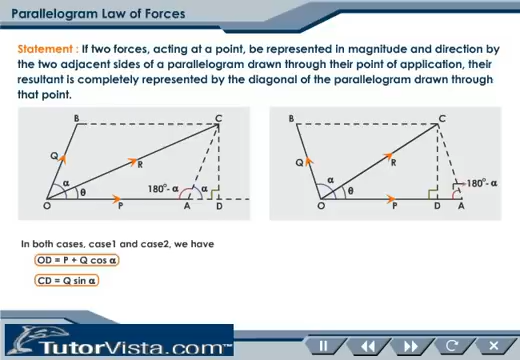 Parallelogram Law of Forces
Statement : If two forces, acting at a point, be represented in magnitude and direction by
the two adjacent sides of a parallelogram drawn through their point of application, their
resultant is completely represented by the diagonal of the parallelogram drawn through
that point.
B C
Q R
α θ 180°- α α
O P A D
B C
Q R
α θ 180°- α
O P D A
In both cases, case1 and case2, we have
OD = P + Q cos α
CD = Q sin α
TutorVista.com™